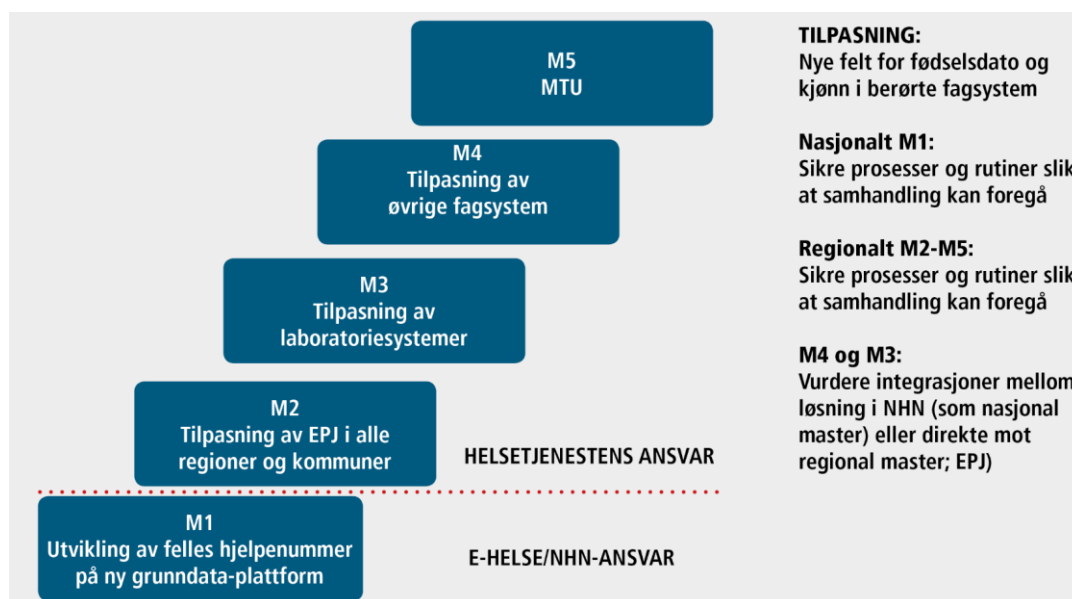 M5
MTU
M4
Tilpasning av
øvrige fagsystem
M3
Tilpasning av
laboratoriesystemer
M2
Tilpasning av EPJ i alle
regioner og kommuner
HELSETJENESTENS ANSVAR
M1
Utvikling av felles hjelpenummer
på ny grunndata-plattform
E-HELSE/NHN-ANSVAR
TILPASNING:
Nye felt for fødselsdato og
kjønn i berørte fagsystem
Nasjonalt M1:
Sikre prosesser og rutiner slik
at samhandling kan foregå
Regionalt M2-M5:
Sikre prosesser og rutiner slik
at samhandling kan foregå
M4 og M3:
Vurdere integrasjoner mellom
løsning i NHN (som nasjonal
master) eller direkte mot
regional master; EPJ)